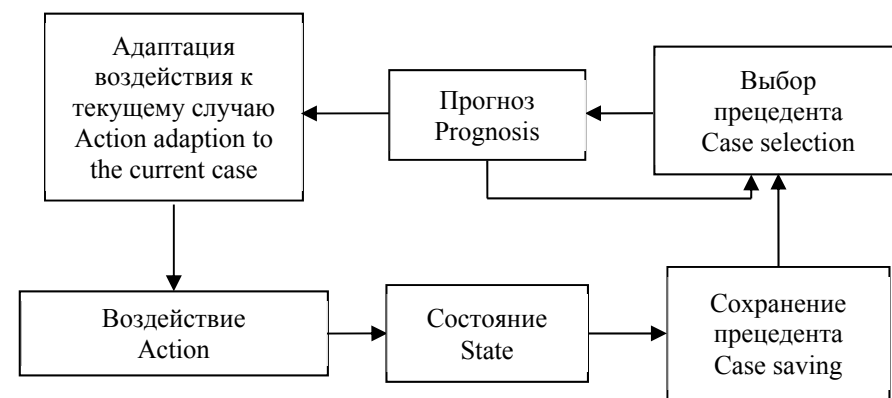 Адаптация
воздействия к
текущему случаю
Action adaption to
the current case
Прогноз
Prognosis
Выбор
прецедента
Case selection
Воздействие
Action
Состояние
State
Сохранение
прецедента
Case saving